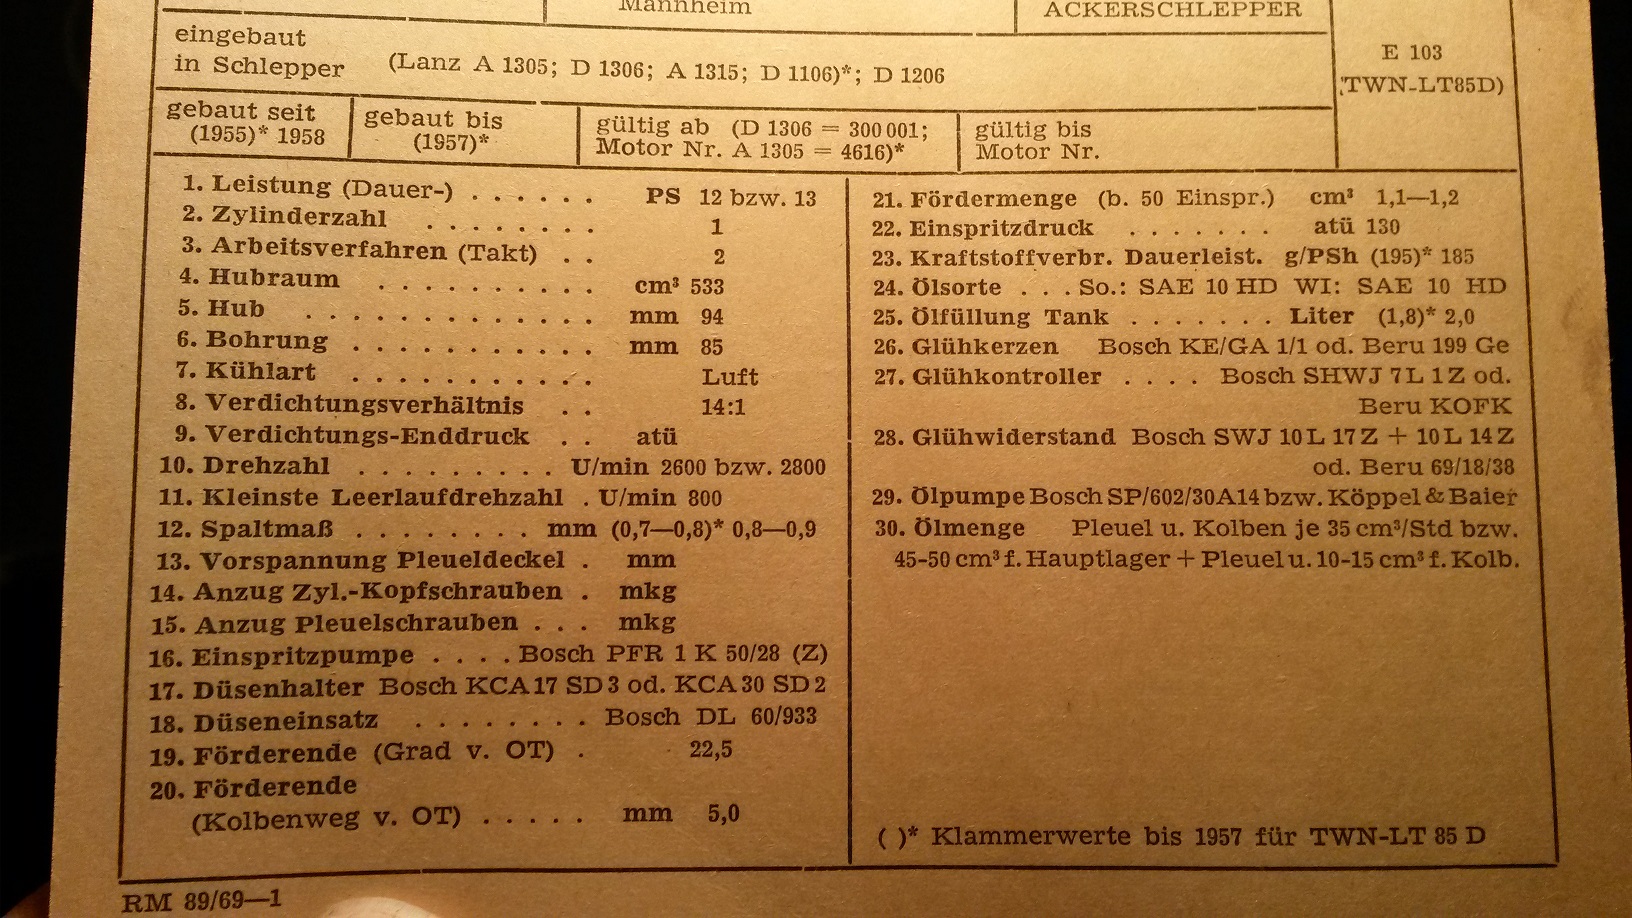 Mannheim
ACKERSCHLEPPER
eingebaut
in Schlepper (Lanz A 1305; D 1306; A 1315; D 1106)*; D 1206
E 103
(TWN-LT85D)
gebaut seit
(1955)* 1958
gebaut bis
(1957)*
gültig ab (D 1306 = 300 001;
Motor Nr. A 1305 = 4616)*
gültig bis
Motor Nr.
1. Leistung (Dauer-) . . . . . . PS 12 bzw. 13
2. Zylinderzahl . . . . . . . . 1
3. Arbeitsverfahren (Takt) . . 2
4. Hubraum . . . . . . . . . . cm³ 533
5. Hub . . . . . . . . . . . . . mm 94
6. Bohrung . . . . . . . . . . . mm 85
7. Kühlart . . . . . . . . . . . Luft
8. Verdichtungsverhältnis . . 14:1
9. Verdichtungs-Enddruck . . atü
10. Drehzahl . . . . . . . . . U/min 2600 bzw. 2800
11. Kleinste Leerlaufdrehzahl . U/min 800
12. Spaltmaß . . . . . . . . mm (0,7—0,8)* 0,8—0,9
13. Vorspannung Pleueldeckel . mm
14. Anzug Zyl.-Kopfschrauben . mkg
15. Anzug Pleuelschrauben . . . mkg
16. Einspritzpumpe . . . . Bosch PFR 1 K 50/28 (Z)
17. Düsenhalter Bosch KCA 17 SD 3 od. KCA 30 SD 2
18. Düseneinsatz . . . . . . . . Bosch DL 60/933
19. Förderende (Grad v. OT) . 22,5
20. Förderende
(Kolbenweg v. OT) . . . . . mm 5,0
21. Fördermenge (b. 50 Einspr.) cm³ 1,1—1,2
22. Einspritzdruck . . . . . . . atü 130
23. Kraftstoffverbr. Dauerleist. g/PSh (195)* 185
24. Ölsorte . . . So.: SAE 10 HD WI: SAE 10 HD
25. Ölfüllung Tank . . . . . . . Liter (1,8)* 2,0
26. Glühkerzen Bosch KE/GA 1/1 od. Beru 199 Ge
27. Glühkontroller . . . . Bosch SHWJ 7 L 1 Z od.
Beru KOFK
28. Glühwiderstand Bosch SWJ 10 L 17 Z + 10 L 14 Z
od. Beru 69/18/38
29. Ölpumpe Bosch SP/602/30A14 bzw. Köppel & Baier
30. Ölmenge Pleuel u. Kolben je 35 cm³/Std bzw.
45-50 cm³ f. Hauptlager + Pleuel u. 10-15 cm³ f. Kolb.
( )* Klammerwerte bis 1957 für TWN-LT 85 D
RM 89/69—1